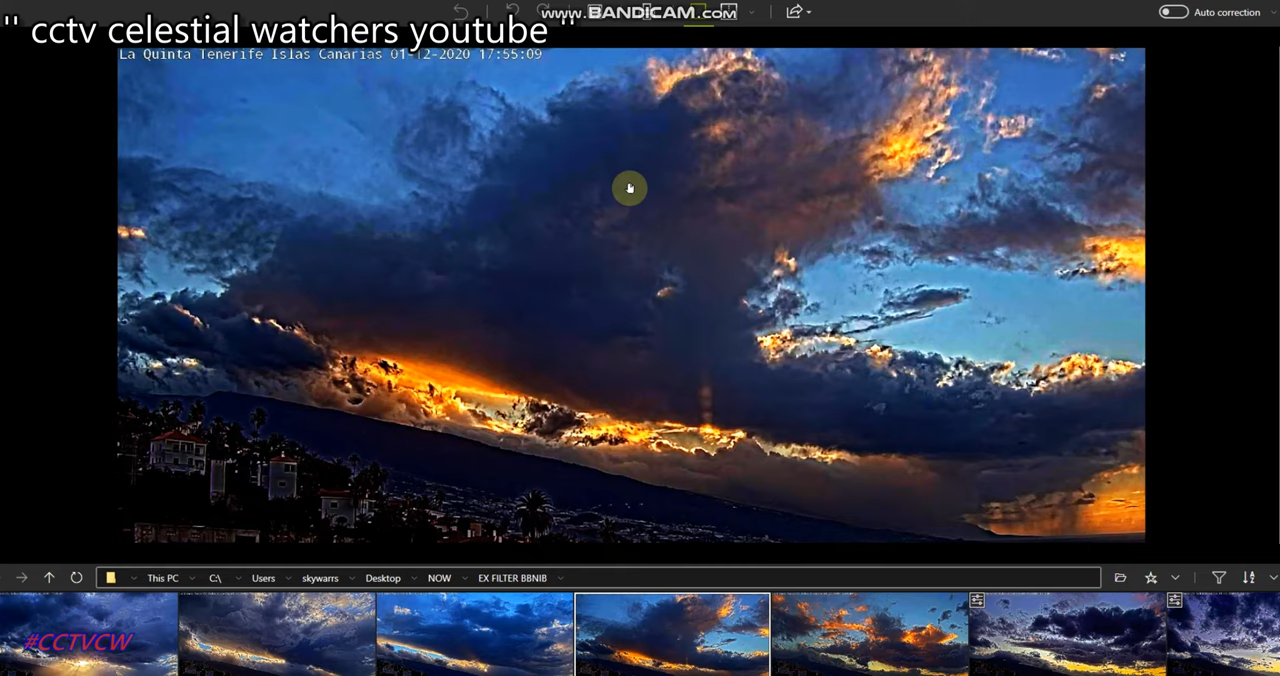 www.BANDICAM.com
Auto correction
" cctv celestial watchers youtube "
La Quinta Tenerife Islas Canarias 01-12-2020 17:55:09
This PC C:\ Users skywarrs Desktop NOW EX FILTER BBNIB
#CCTVCW